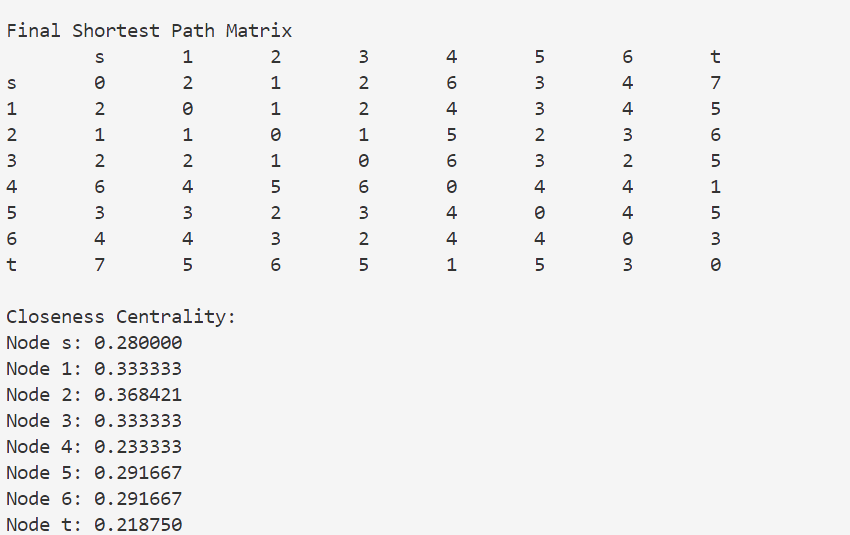 Final Shortest Path Matrix
s 1 2 3 4 5 6 t
s 0 2 1 2 6 3 4 7
1 2 0 1 2 4 3 4 5
2 1 1 0 1 5 2 3 6
3 2 2 1 0 6 3 2 5
4 6 4 5 6 0 4 4 1
5 3 3 2 3 4 0 4 5
6 4 4 3 2 4 4 0 3
t 7 5 6 5 1 5 3 0
Closeness Centrality:
Node s: 0.280000
Node 1: 0.333333
Node 2: 0.368421
Node 3: 0.333333
Node 4: 0.233333
Node 5: 0.291667
Node 6: 0.291667
Node t: 0.218750